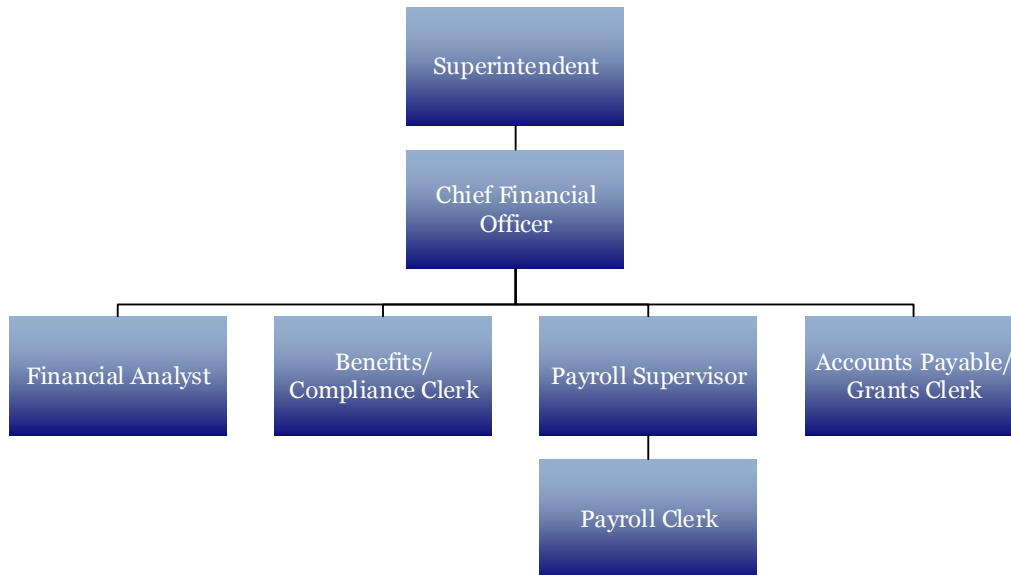 Superintendent
Chief Financial
Officer
Financial Analyst
Benefits/
Compliance Clerk
Payroll Supervisor
Accounts Payable/
Grants Clerk
Payroll Clerk